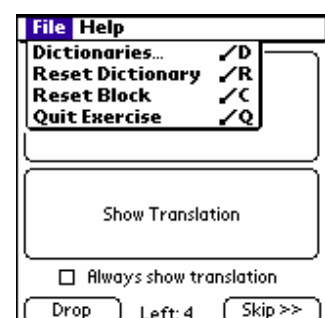 File Help
Dictionaries... /D
Reset Dictionary /R
Reset Block /C
Quit Exercise /Q
Show Translation
Always show translation
Drop Left: 4 Skip >>